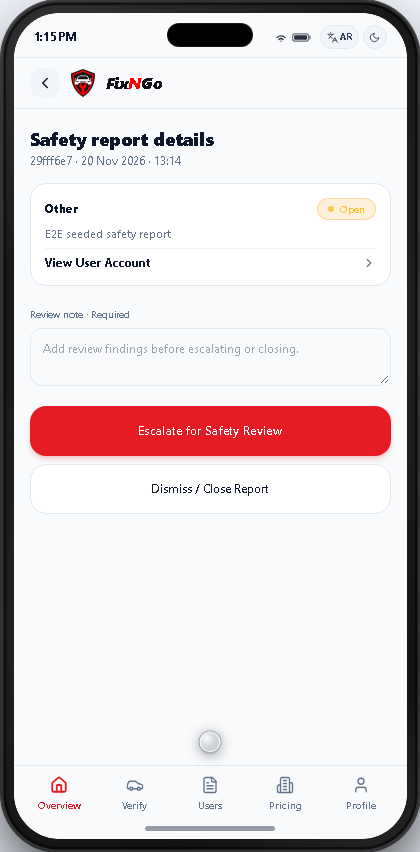 1:15 PM
AR
FixNGo
Safety report details
29fff6e7 · 20 Nov 2026 · 13:14
Other
Open
E2E seeded safety report
View User Account
Review note · Required
Add review findings before escalating or closing.
Escalate for Safety Review
Dismiss / Close Report
Overview
Verify
Users
Pricing
Profile